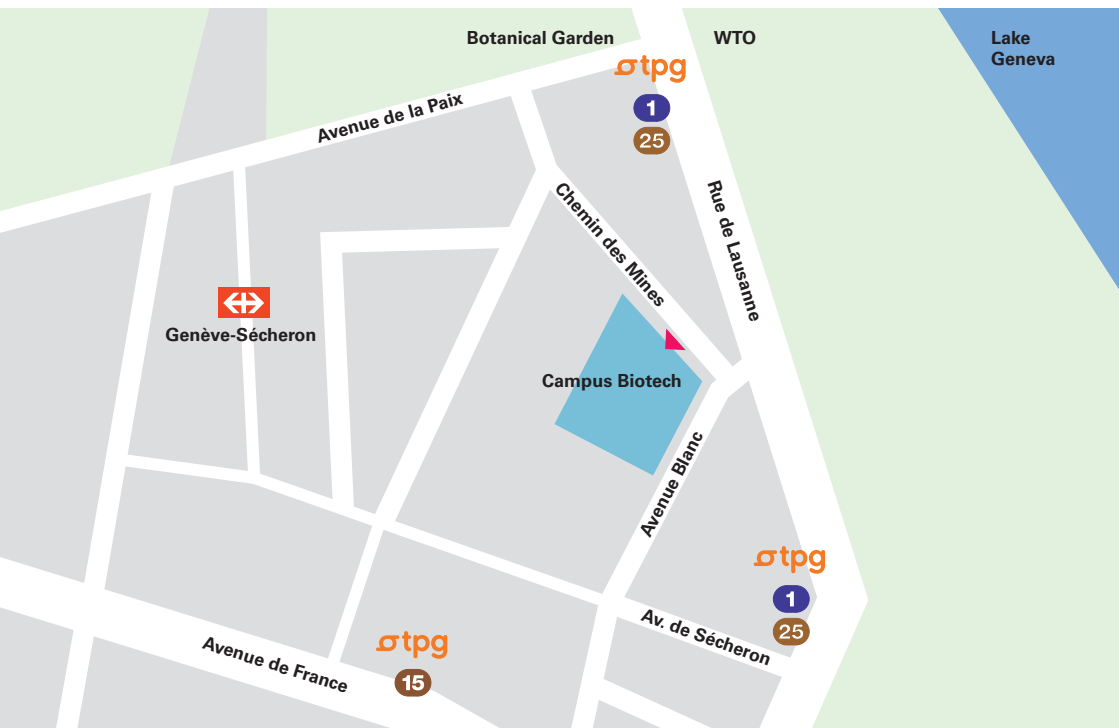 Botanical Garden
WTO
Lake
Geneva
tpg
1
25
Avenue de la Paix
Chemin des Mines
Rue de Lausanne
Genève-Sécheron
Campus Biotech
Avenue Blanc
tpg
1
25
Av. de Sécheron
tpg
15
Avenue de France